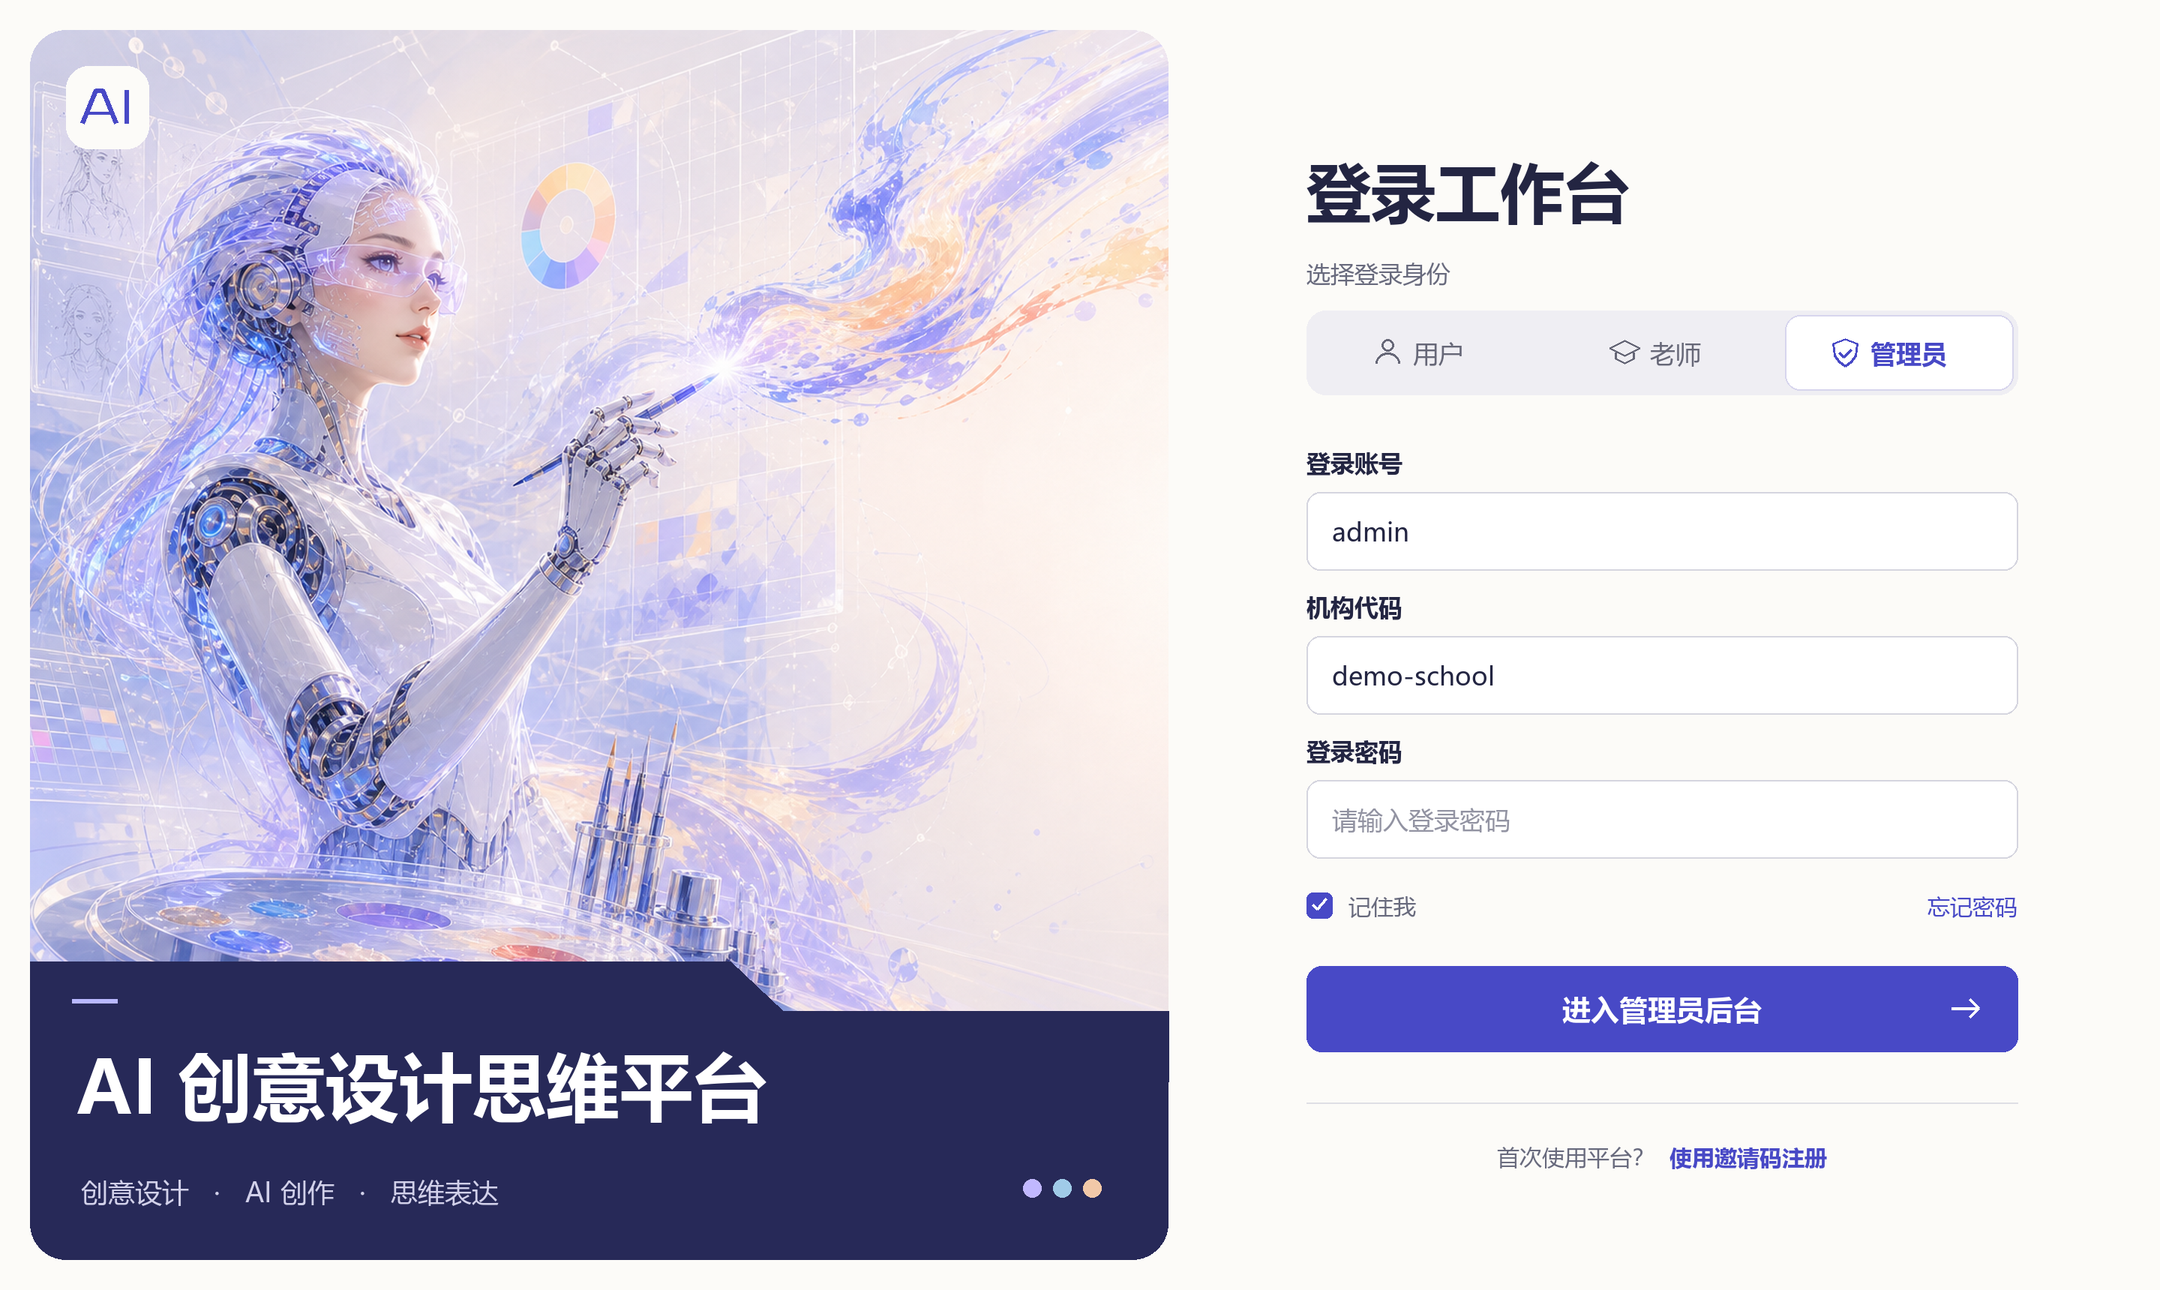 AI
AI 创意设计思维平台
创意设计 · AI 创作 · 思维表达
登录工作台
选择登录身份
用户 老师 管理员
登录账号
admin
机构代码
demo-school
登录密码
请输入登录密码
记住我 忘记密码
进入管理员后台 →
首次使用平台？ 使用邀请码注册